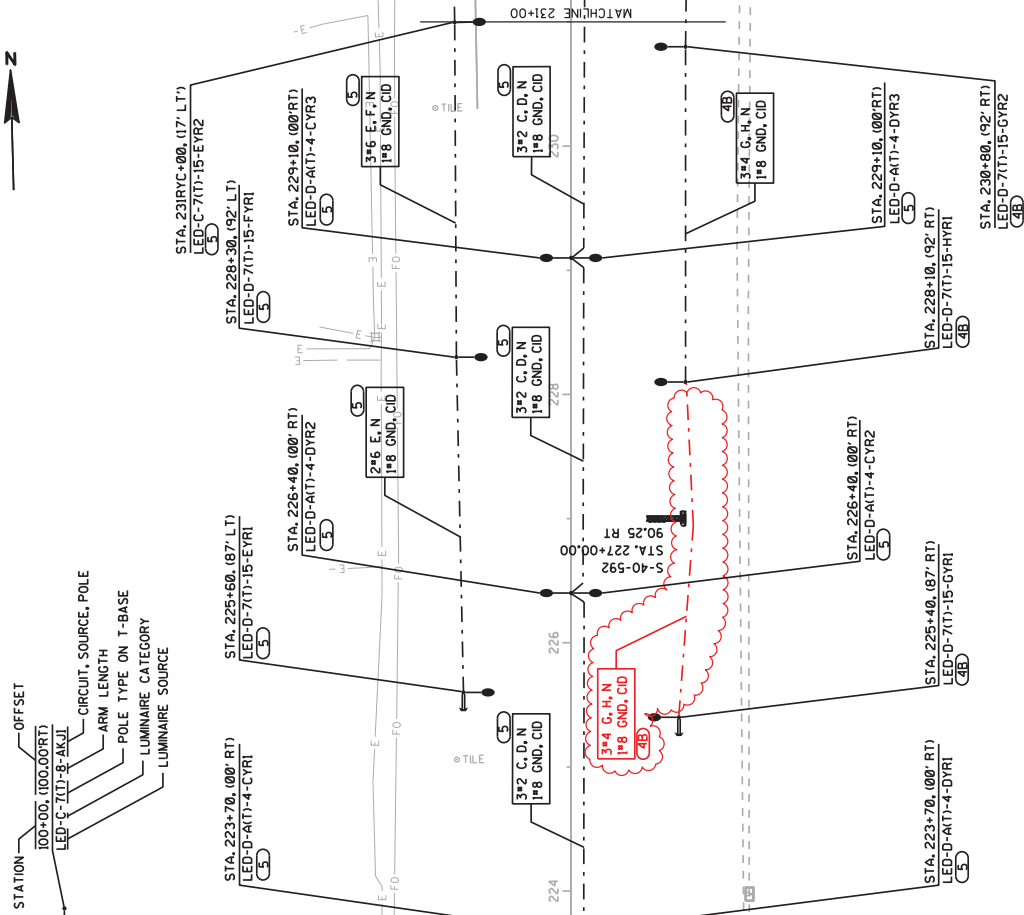 N
MATCHLINE 231+00
STA. 231RYC+00, (17' LT')
LED-C-7(T)-15-EYR2
5
STA. 229+10, (00'RT)
LED-D-A(T)-4-CYR3
5
3#6 E, F, N
1#8 GND, CID
5
TILE
3#2 C, D, N
1#8 GND, CID
5
230
3#4 G, H, N
1#8 GND, CID
4B
STA. 229+10, (00'RT)
LED-D-A(T)-4-DYR3
5
STA. 230+80, (92' RT)
LED-D-7(T)-15-GYR2
4B
STA. 228+30, (92' LT)
LED-D-7(T)-15-FYR1
5
STA. 228+10, (92' RT)
LED-D-7(T)-15-HYR1
4B
E
E
E
E
FO
E
E
E
3#2 C, D, N
1#8 GND, CID
5
228
2#6 E, N
1#8 GND, CID
5
STA. 226+40, (00' RT)
LED-D-A(T)-4-DYR2
5
S-40-592
STA. 227+00.00
90.25 RT
STA. 226+40, (00' RT)
LED-D-A(T)-4-CYR2
5
STA. 225+60, (87' LT)
LED-D-7(T)-15-EYR1
5
E
E
FO
226
STA. 225+40, (87' RT)
LED-D-7(T)-15-GYR1
4B
3#4 G, H, N
1#8 GND, CID
4B
3#2 C, D, N
1#8 GND, CID
5
E
FO
TILE
STA. 223+70, (00' RT)
LED-D-A(T)-4-CYR1
5
STA. 223+70, (00' RT)
LED-D-A(T)-4-DYR1
5
224
E
FO
STATION
OFFSET
100+00, (100.00'RT)
LED-C-7(T)-8-AKJ1
CIRCUIT, SOURCE, POLE
ARM LENGTH
POLE TYPE ON T-BASE
LUMINAIRE CATEGORY
LUMINAIRE SOURCE